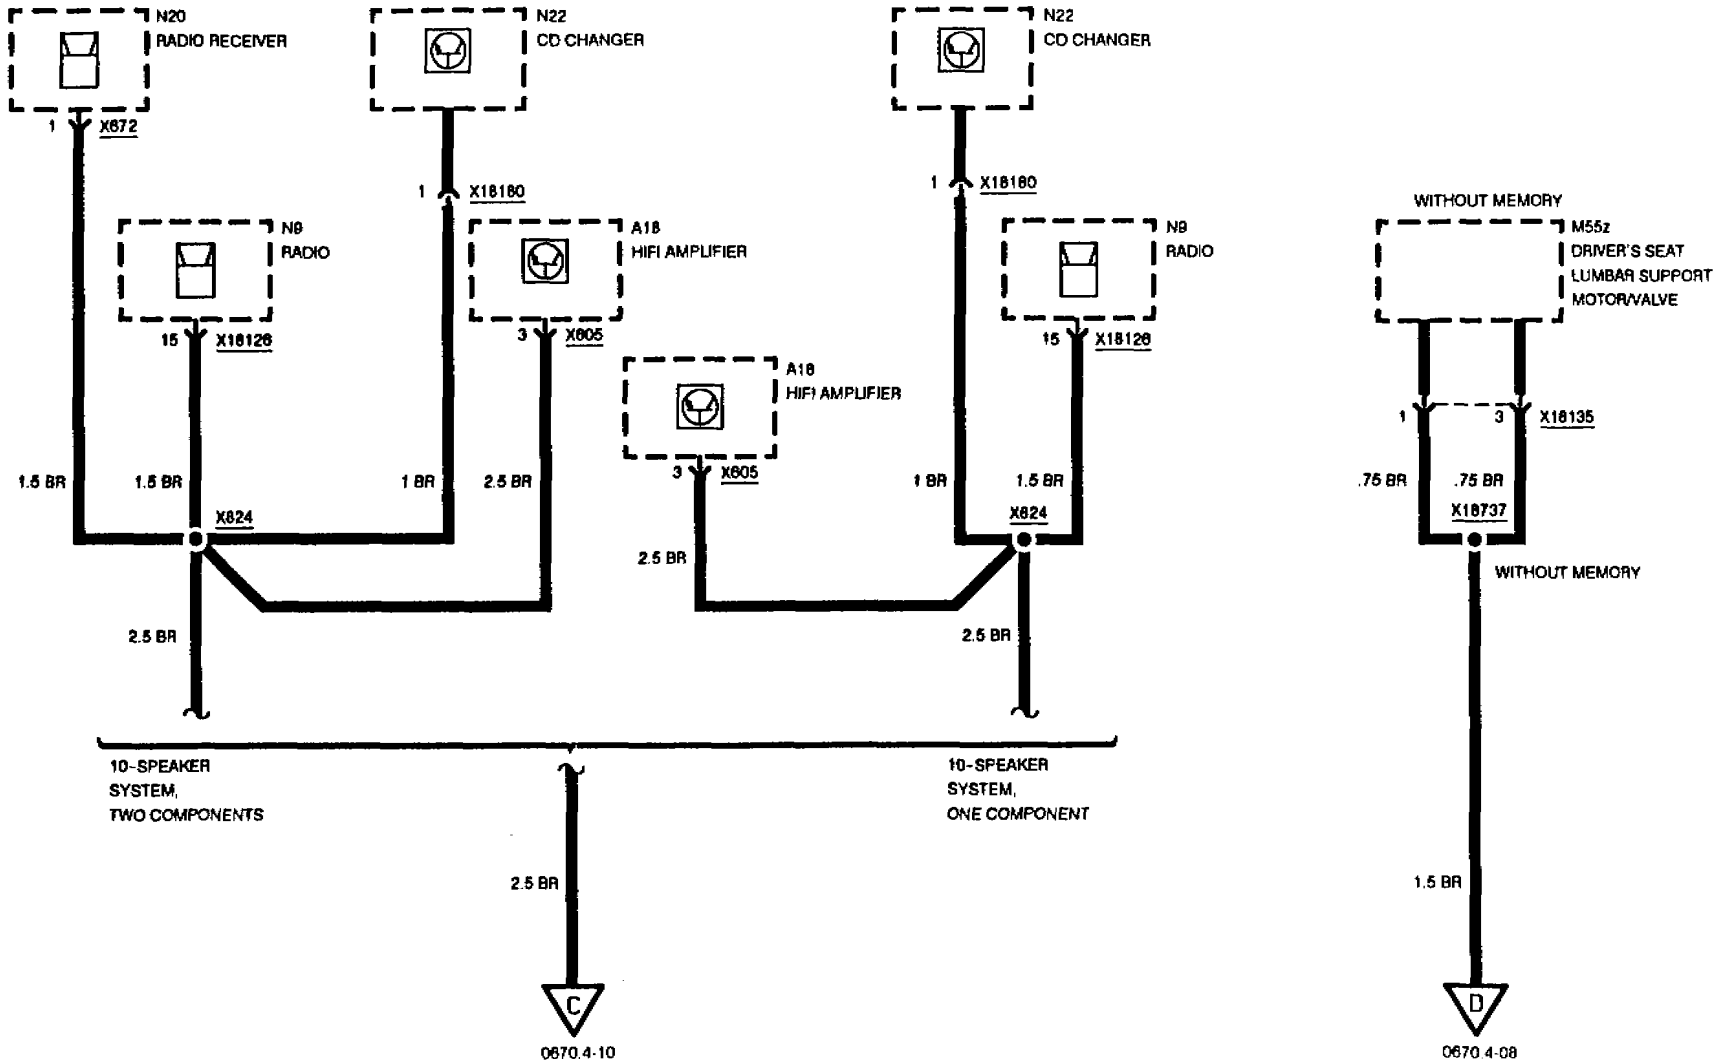 N20
RADIO RECEIVER
N22
CD CHANGER
N22
CD CHANGER
1
X672
1
X18180
1
X18180
N9
RADIO
A18
HIFI AMPLIFIER
N9
RADIO
WITHOUT MEMORY
M55z
DRIVER'S SEAT
LUMBAR SUPPORT
MOTOR/VALVE
15
X18126
3
X605
15
X18126
A18
HIFI AMPLIFIER
1
3
X18135
3
X605
1.5 BR
1.5 BR
1 BR
2.5 BR
1 BR
1.5 BR
.75 BR
.75 BR
X624
X624
X18737
2.5 BR
WITHOUT MEMORY
2.5 BR
2.5 BR
10-SPEAKER
SYSTEM,
TWO COMPONENTS
10-SPEAKER
SYSTEM,
ONE COMPONENT
2.5 BR
1.5 BR
C
D
0670.4-10
0670.4-08